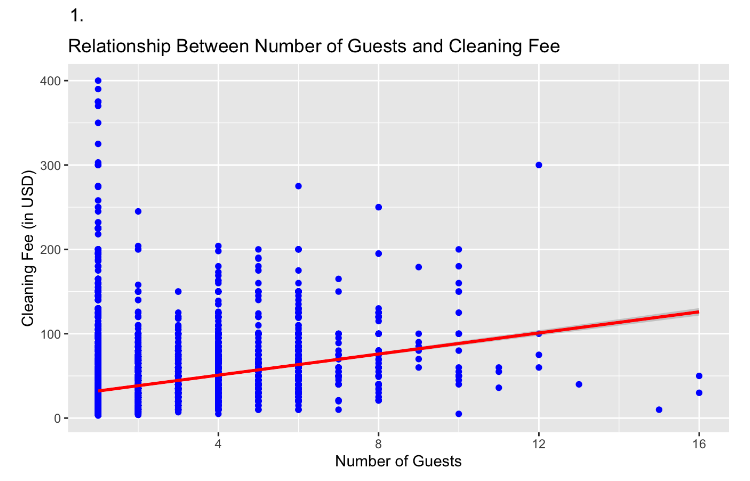 1.
Relationship Between Number of Guests and Cleaning Fee
400
300
200
100
0
Cleaning Fee (in USD)
4 8 12 16
Number of Guests